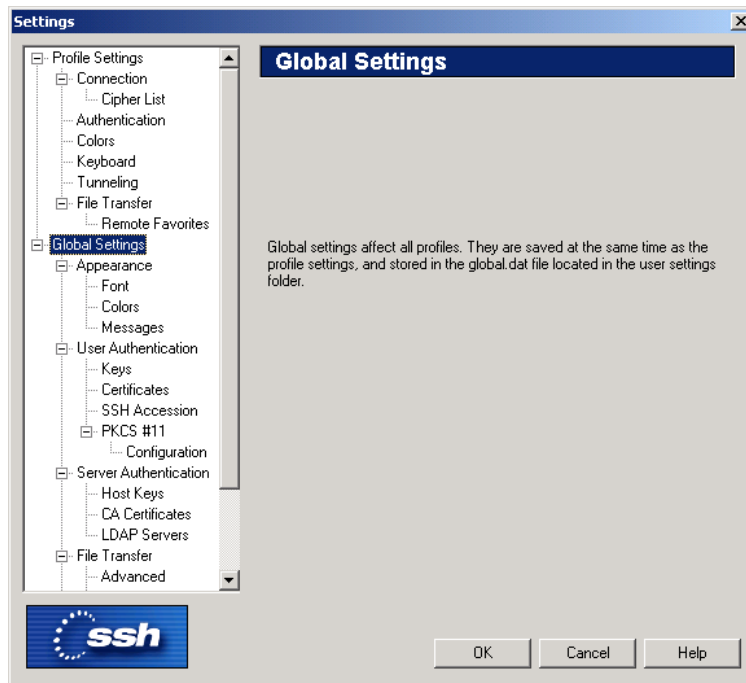 Settings
Profile Settings
Connection
Cipher List
Authentication
Colors
Keyboard
Tunneling
File Transfer
Remote Favorites
Global Settings
Appearance
Font
Colors
Messages
User Authentication
Keys
Certificates
SSH Accession
PKCS #11
Configuration
Server Authentication
Host Keys
CA Certificates
LDAP Servers
File Transfer
Advanced
Global Settings
Global settings affect all profiles. They are saved at the same time as the
profile settings, and stored in the global.dat file located in the user settings
folder.
ssh
OK
Cancel
Help